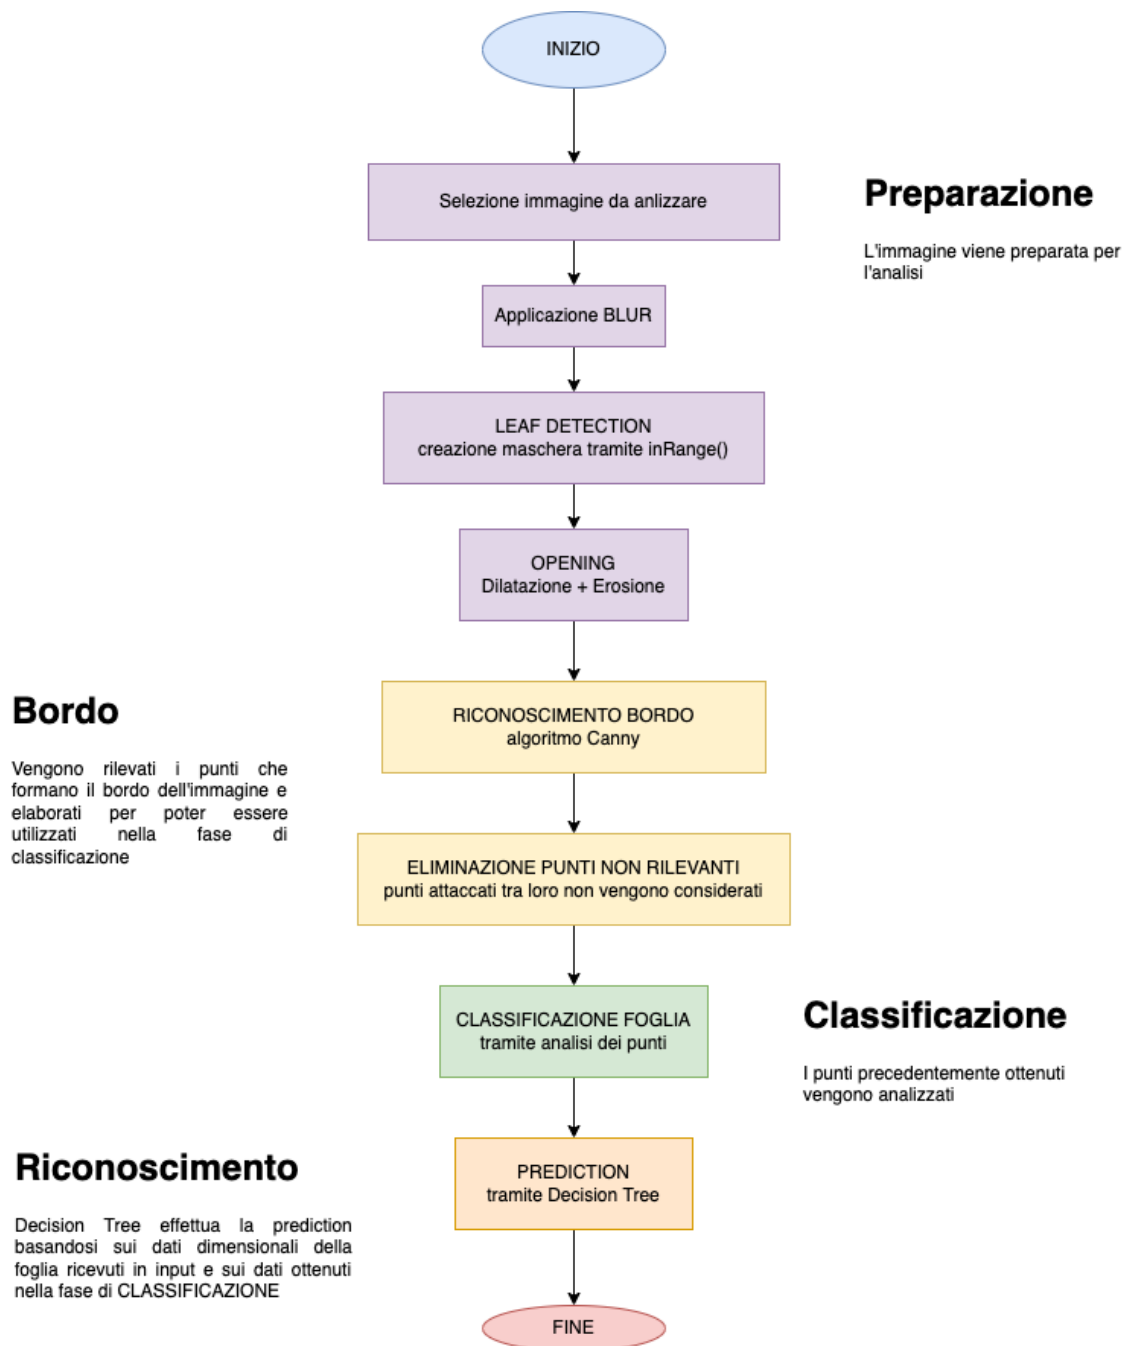 INIZIO
Selezione immagine da anlizzare
Preparazione
L'immagine viene preparata per
l'analisi
Applicazione BLUR
LEAF DETECTION
creazione maschera tramite inRange()
OPENING
Dilatazione + Erosione
Bordo
Vengono rilevati i punti che
formano il bordo dell'immagine e
elaborati per poter essere
utilizzati nella fase di
classificazione
RICONOSCIMENTO BORDO
algoritmo Canny
ELIMINAZIONE PUNTI NON RILEVANTI
punti attaccati tra loro non vengono considerati
CLASSIFICAZIONE FOGLIA
tramite analisi dei punti
Classificazione
I punti precedentemente ottenuti
vengono analizzati
Riconoscimento
Decision Tree effettua la prediction
basandosi sui dati dimensionali della
foglia ricevuti in input e sui dati ottenuti
nella fase di CLASSIFICAZIONE
PREDICTION
tramite Decision Tree
FINE